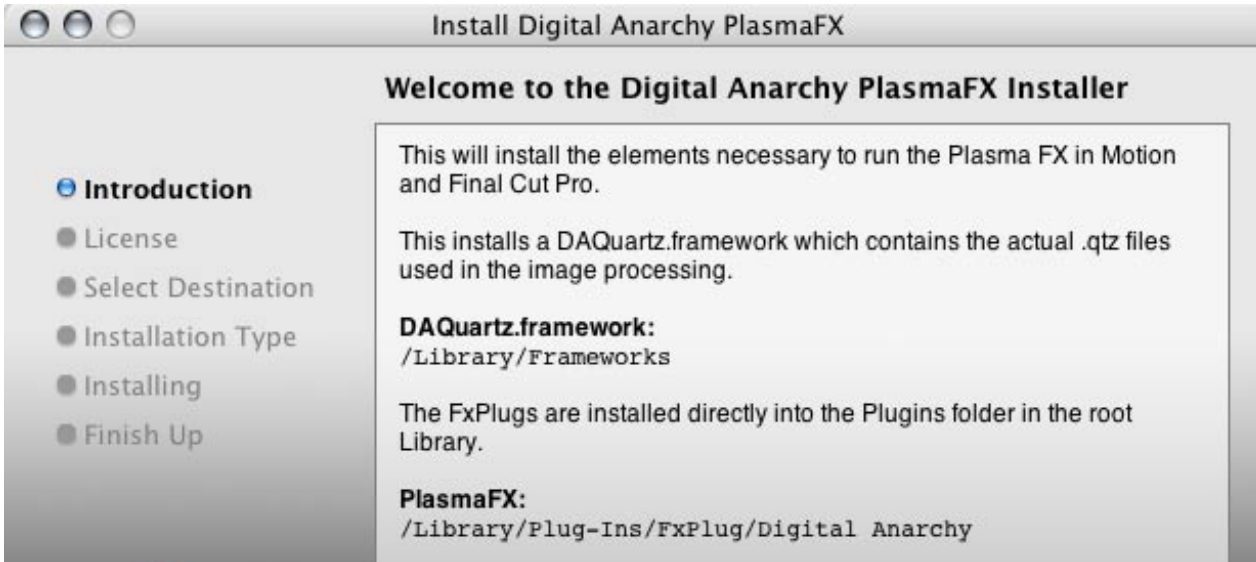 Install Digital Anarchy PlasmaFX
Welcome to the Digital Anarchy PlasmaFX Installer
Introduction
License
Select Destination
Installation Type
Installing
Finish Up
This will install the elements necessary to run the Plasma FX in Motion
and Final Cut Pro.
This installs a DAQuartz.framework which contains the actual .qtz files
used in the image processing.
DAQuartz.framework:
/Library/Frameworks
The FxPlugs are installed directly into the Plugins folder in the root
Library.
PlasmaFX:
/Library/Plug-Ins/FxPlug/Digital Anarchy